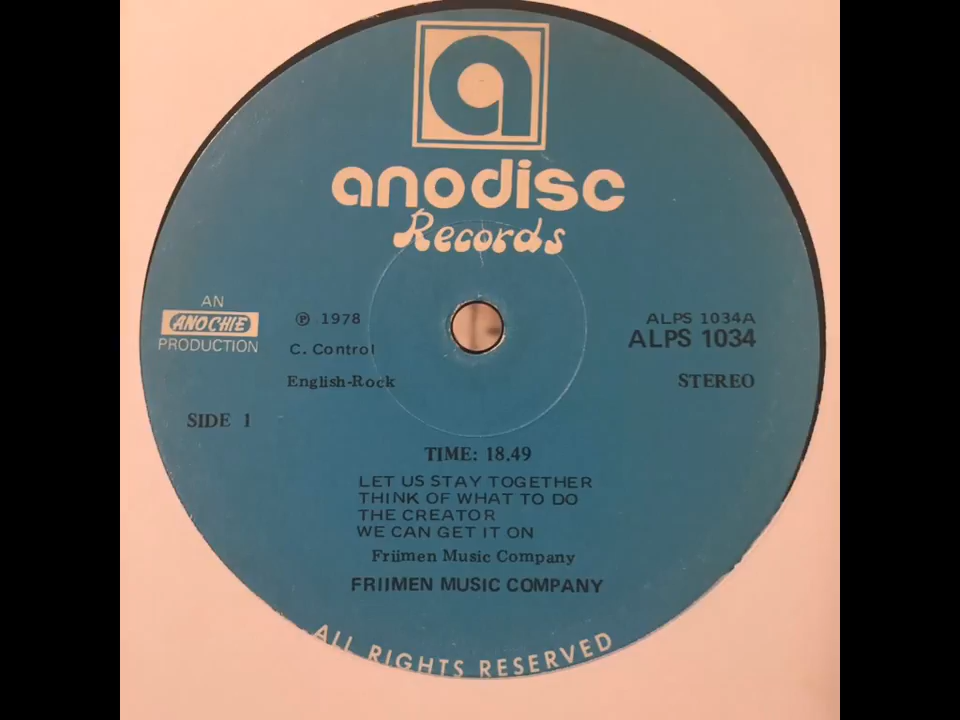 a
anodisc
Records
AN
ANOCHIE
PRODUCTION
℗ 1978
C. Control
English-Rock
SIDE 1
ALPS 1034A
ALPS 1034
STEREO
TIME: 18.49
LET US STAY TOGETHER
THINK OF WHAT TO DO
THE CREATOR
WE CAN GET IT ON
Friimen Music Company
FRIIMEN MUSIC COMPANY
ALL RIGHTS RESERVED